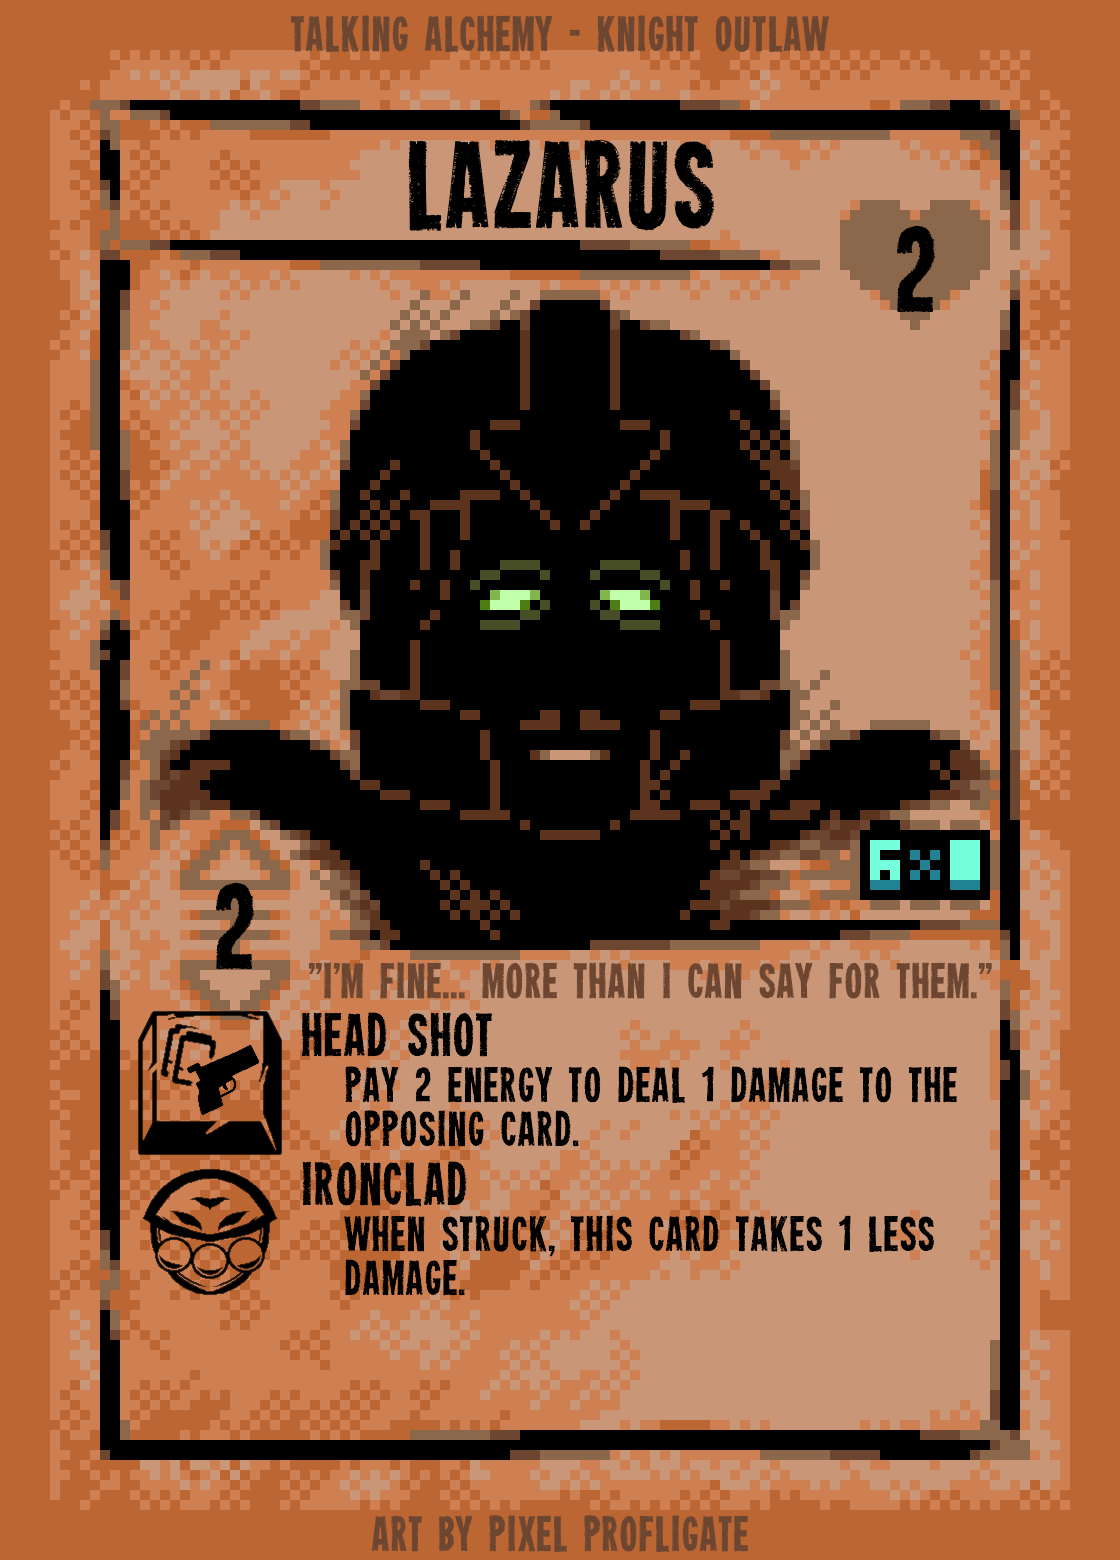 TALKING ALCHEMY - KNIGHT OUTLAW
LAZARUS
2
6x
2
"I'M FINE... MORE THAN I CAN SAY FOR THEM."
HEAD SHOT
PAY 2 ENERGY TO DEAL 1 DAMAGE TO THE
OPPOSING CARD.
IRONCLAD
WHEN STRUCK, THIS CARD TAKES 1 LESS
DAMAGE.
ART BY PIXEL PROFLIGATE